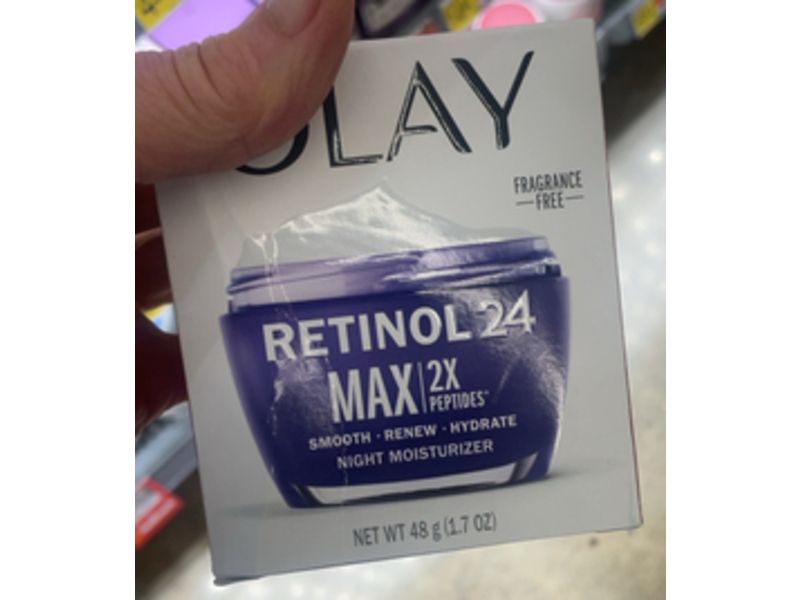 OLAY
FRAGRANCE
FREE
RETINOL 24
MAX 2X
PEPTIDES*
SMOOTH · RENEW · HYDRATE
NIGHT MOISTURIZER
NET WT 48 g (1.7 OZ)